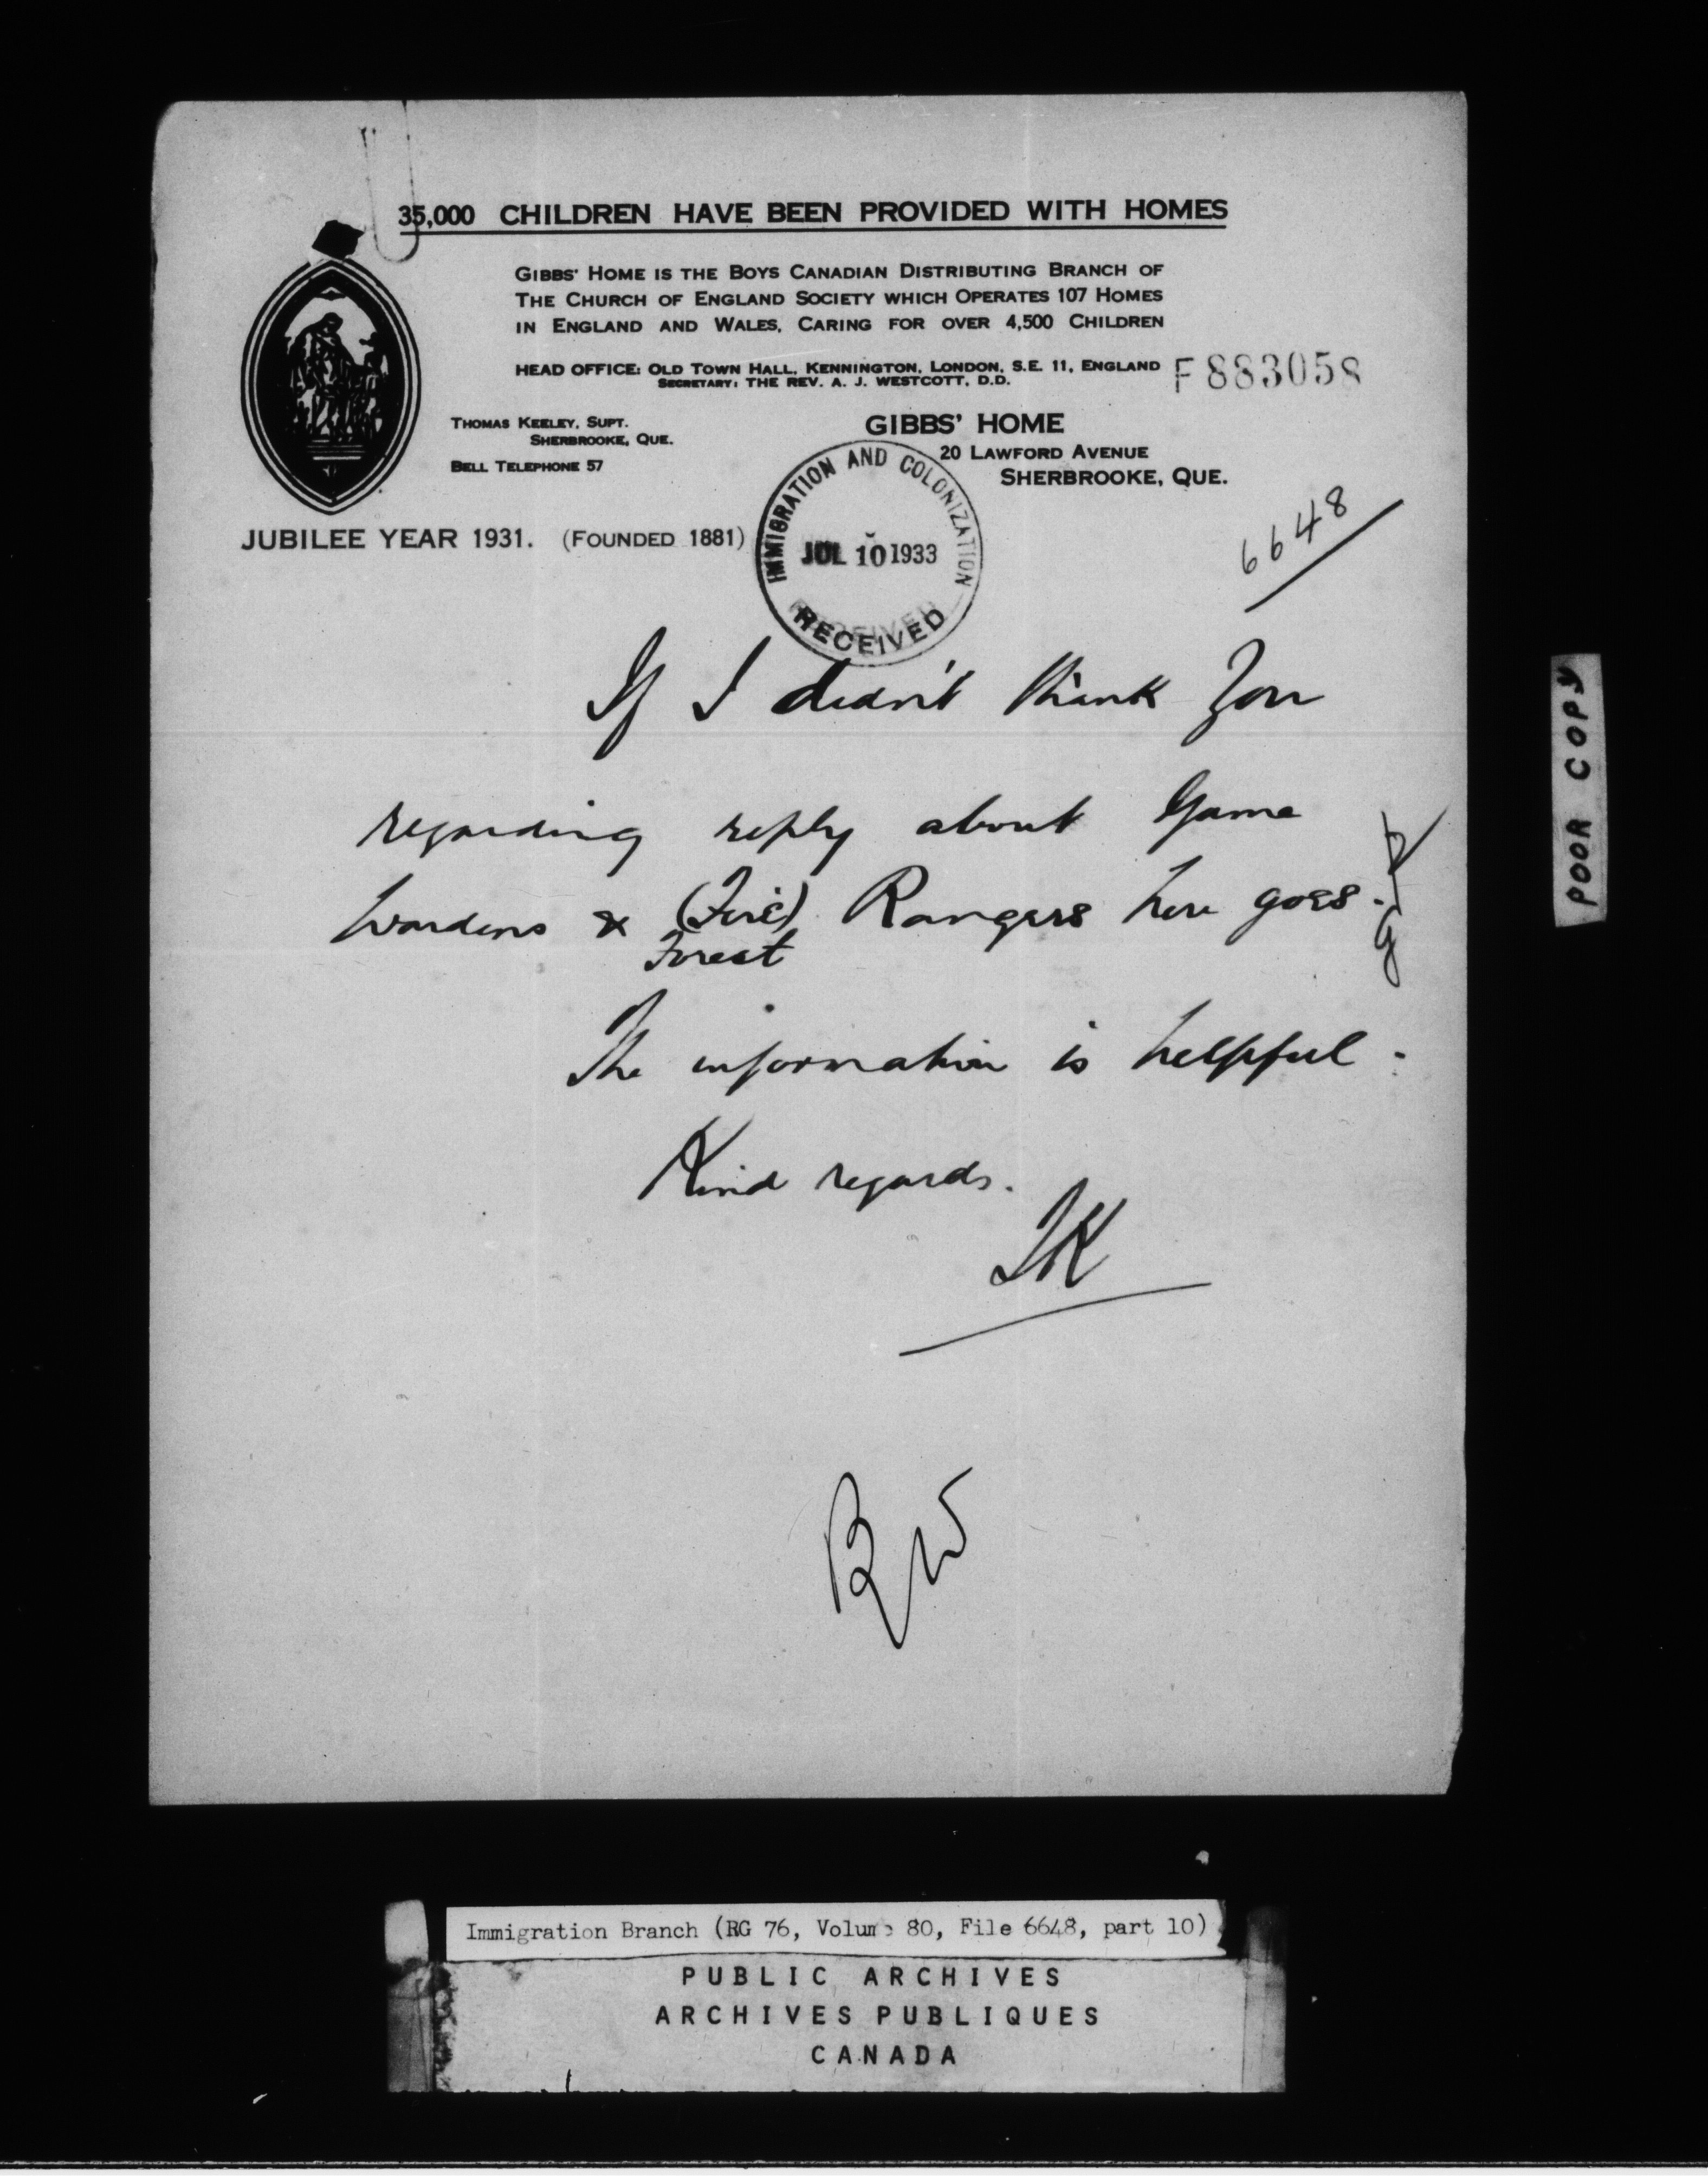 35,000 CHILDREN HAVE BEEN PROVIDED WITH HOMES
GIBBS' HOME IS THE BOYS CANADIAN DISTRIBUTING BRANCH OF
THE CHURCH OF ENGLAND SOCIETY WHICH OPERATES 107 HOMES
IN ENGLAND AND WALES, CARING FOR OVER 4,500 CHILDREN
HEAD OFFICE: OLD TOWN HALL, KENNINGTON, LONDON, S.E. 11, ENGLAND
SECRETARY: THE REV. A. J. WESTCOTT, D.D.
F883058
THOMAS KEELEY, SUPT.
SHERBROOKE, QUE.
BELL TELEPHONE 57
GIBBS' HOME
20 LAWFORD AVENUE
SHERBROOKE, QUE.
JUBILEE YEAR 1931. (FOUNDED 1881)
IMMIGRATION AND COLONIZATION
JUL 10 1933
RECEIVED
6648
If I didn't thank you
regarding reply about Game
Wardens & (Fire) Rangers here goes.
Forest
The information is helpful.
Kind regards.
TK
POOR COPY
Immigration Branch (RG 76, Volume 80, File 6648, part 10)
PUBLIC ARCHIVES
ARCHIVES PUBLIQUES
CANADA